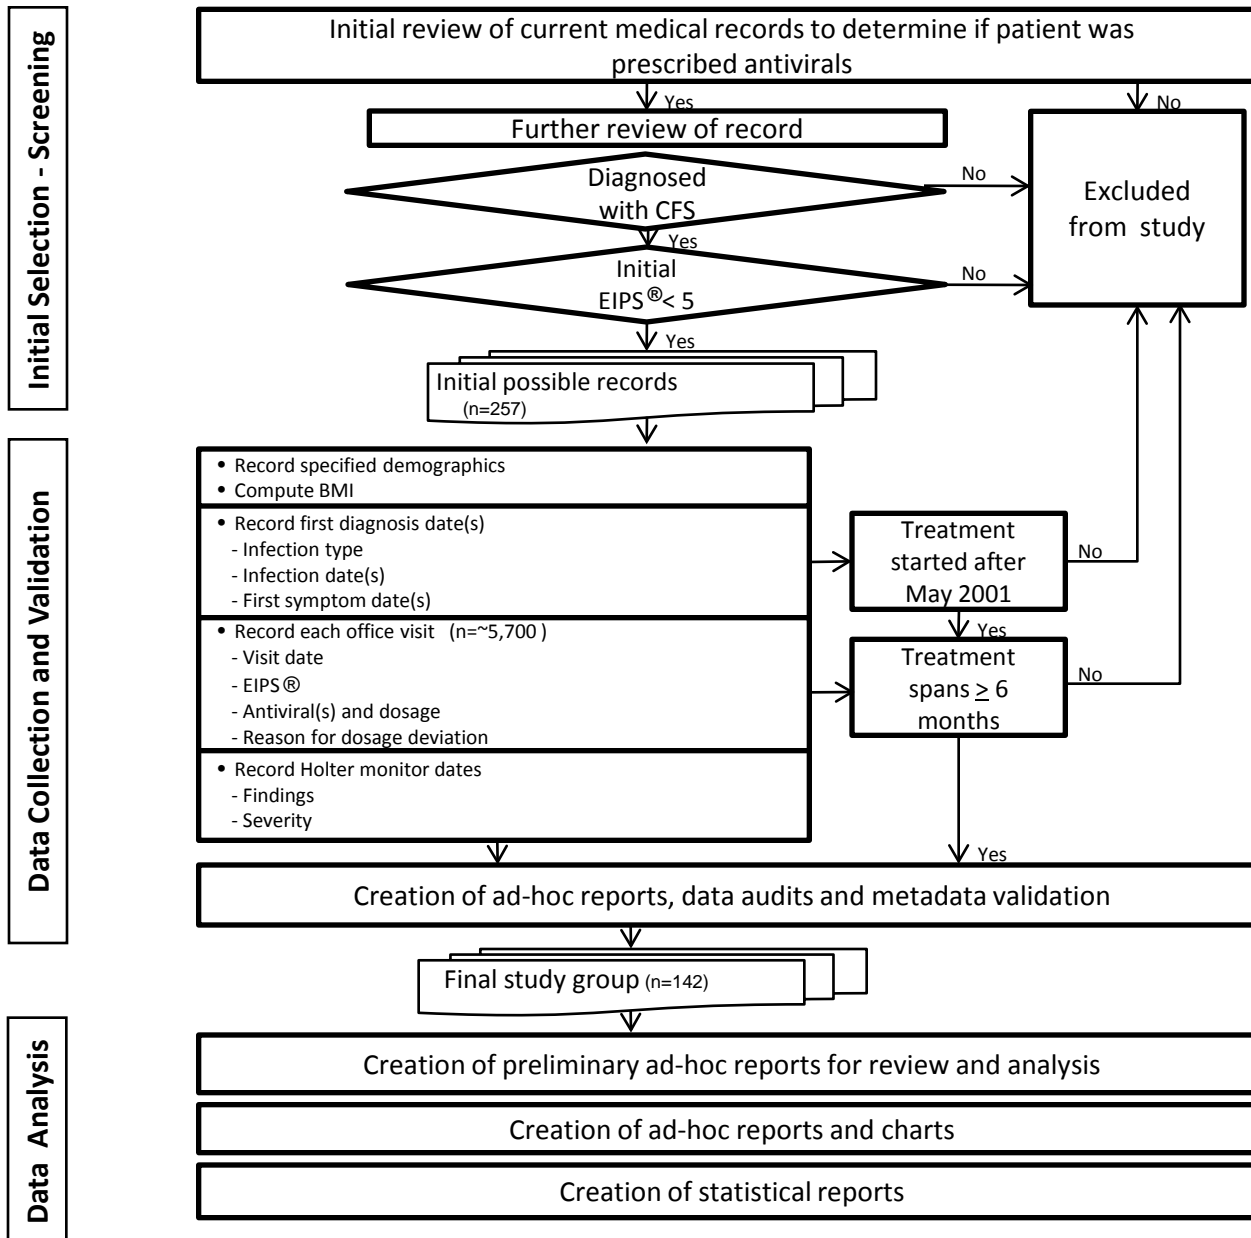 Initial Selection - Screening
Initial review of current medical records to determine if patient was
prescribed antivirals
Yes
No
Further review of record
Diagnosed
with CFS
No
Excluded
from study
Yes
Initial
EIPS®< 5
No
Yes
Initial possible records
(n=257)
Data Collection and Validation
• Record specified demographics
• Compute BMI
• Record first diagnosis date(s)
- Infection type
- Infection date(s)
- First symptom date(s)
Treatment
started after
May 2001
No
Yes
• Record each office visit (n=~5,700 )
- Visit date
- EIPS®
- Antiviral(s) and dosage
- Reason for dosage deviation
Treatment
spans ≥ 6
months
No
• Record Holter monitor dates
- Findings
- Severity
Yes
Creation of ad-hoc reports, data audits and metadata validation
Final study group (n=142)
Data Analysis
Creation of preliminary ad-hoc reports for review and analysis
Creation of ad-hoc reports and charts
Creation of statistical reports